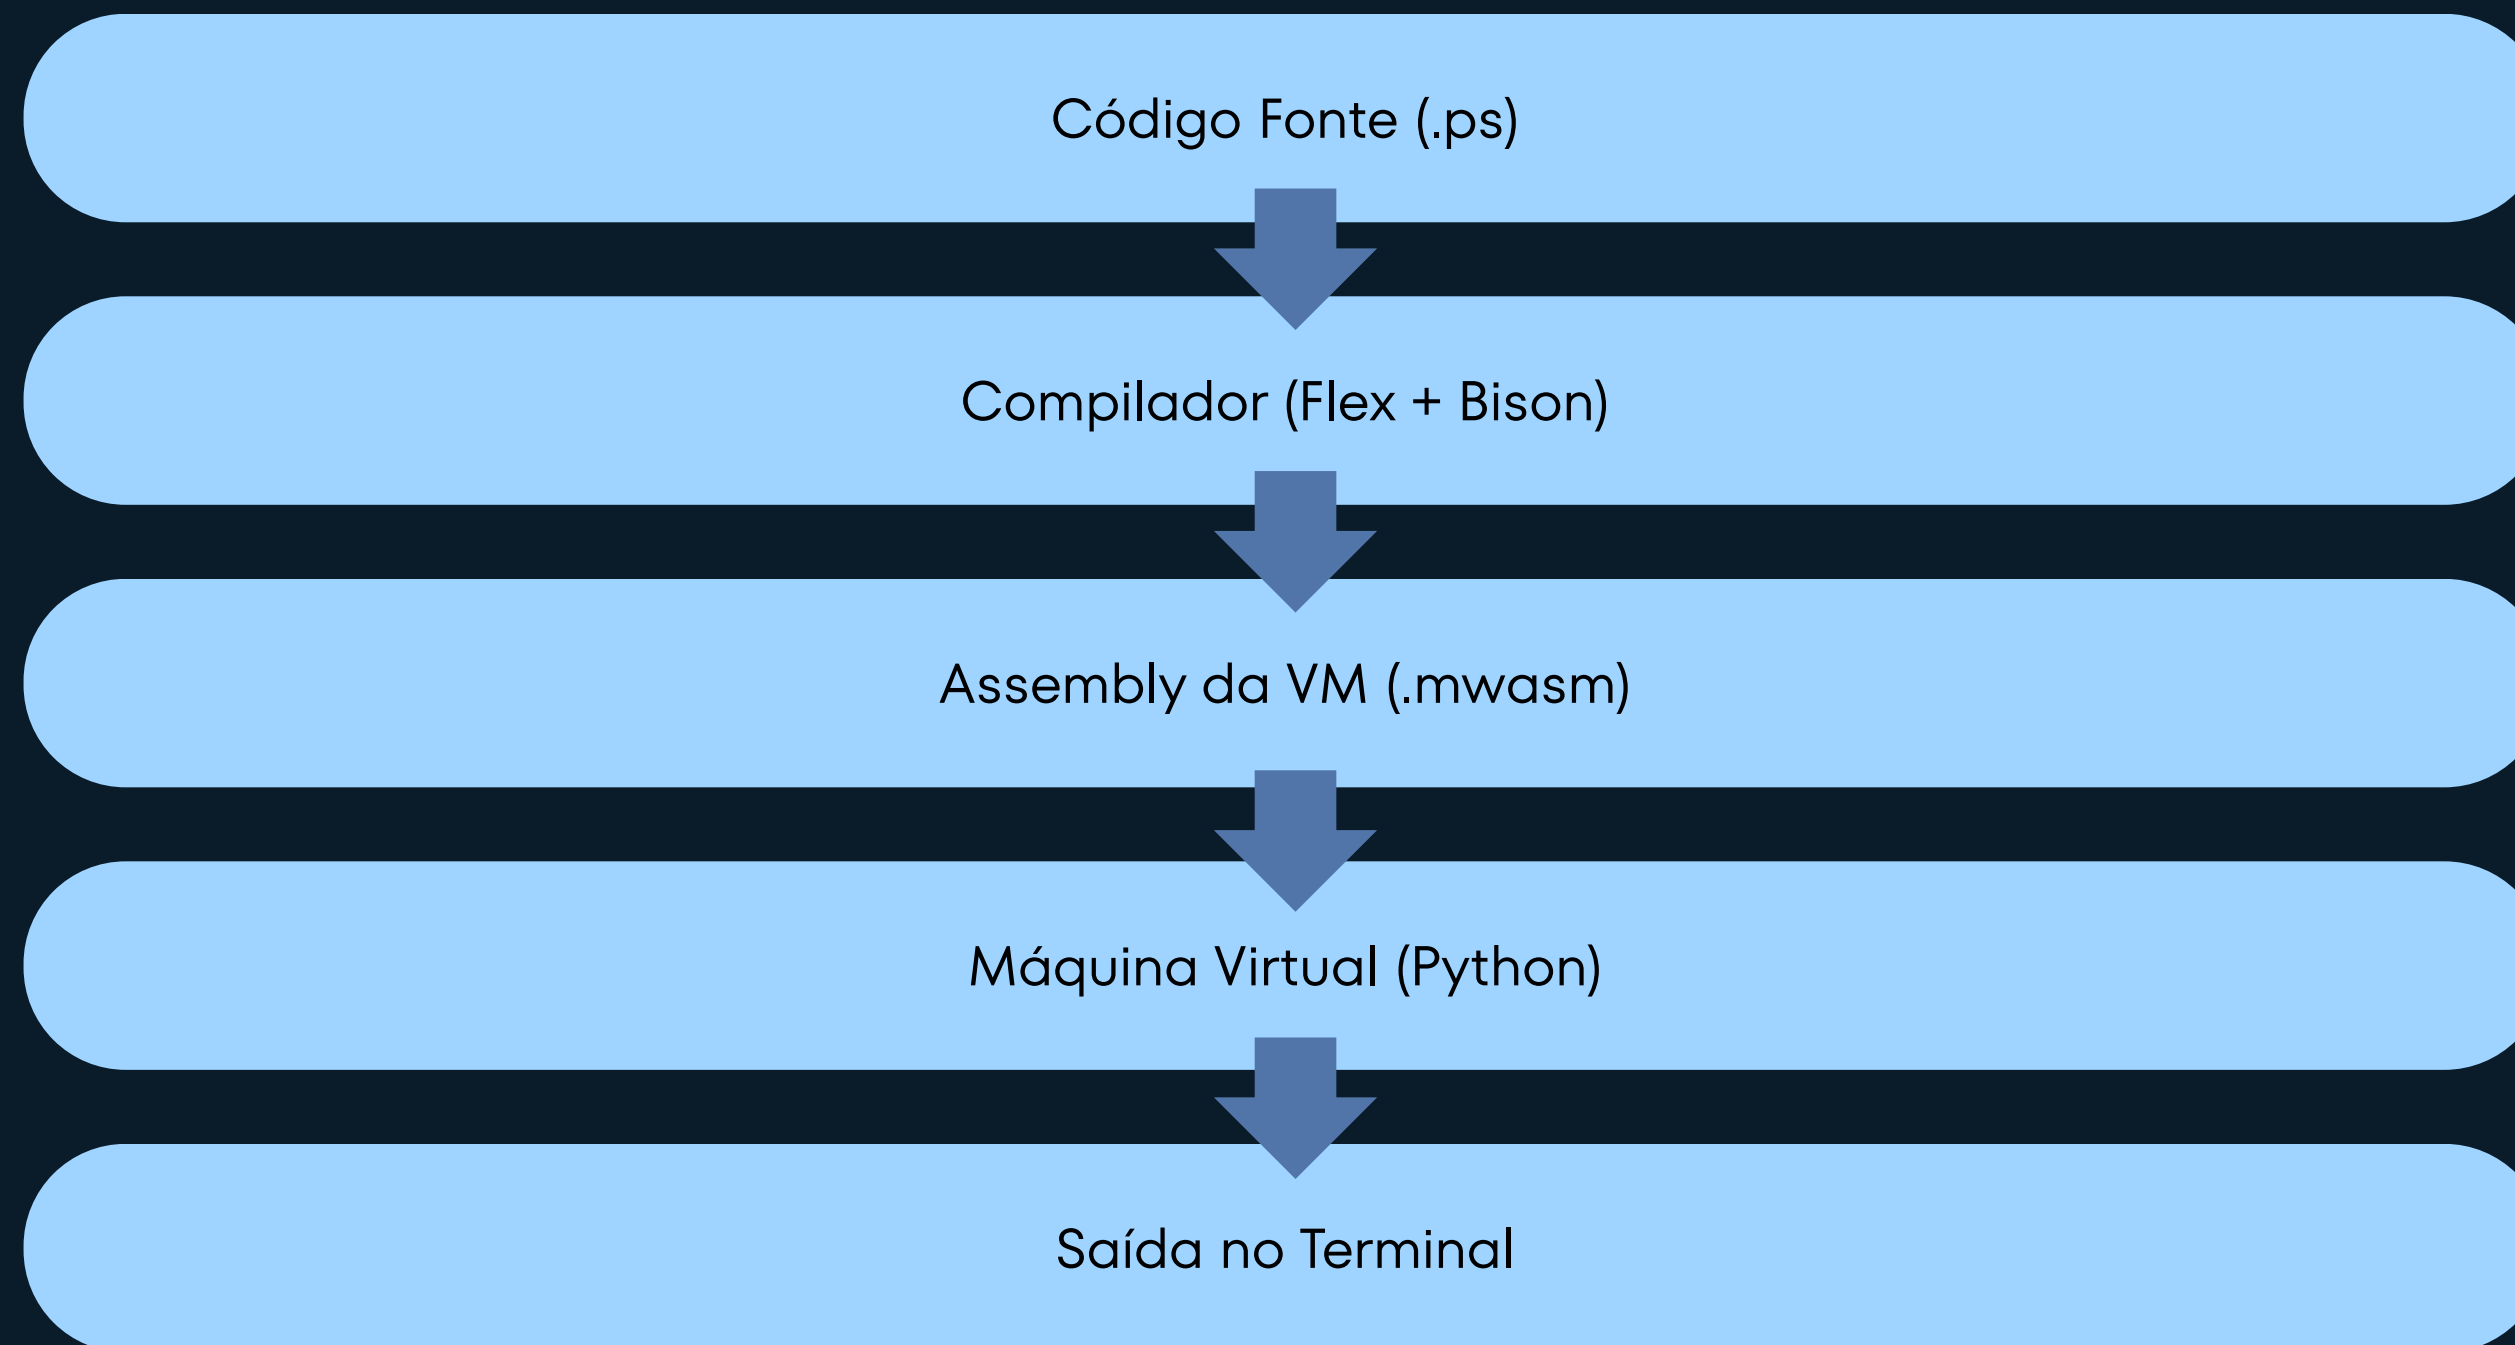 Código Fonte (.ps)
Compilador (Flex + Bison)
Assembly da VM (.mwasm)
Máquina Virtual (Python)
Saída no Terminal